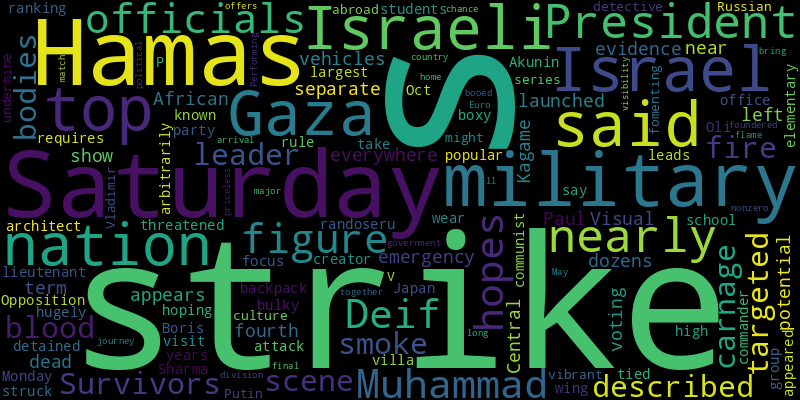 ranking officials Israeli President
offers
abroad students chance detective Russian
Hamas
match
political
P
Performing
vehicles
country
evidence near
Akunin Israel
bring
undermine
bodies
largest
home
series
visibility
top African Gaza
separate
Oct
S
booed
Euro
launched
fomenting
office
elementary
known
boxy
said
left
party
rule
take
might
Kagame
Oli
foundered
flame
requires
arbitrarily
arrival
show leader everywhere popular
leads
fire
Saturday military
vladimir
priceless
major
ll
say
nonzero
architect
threatened
randoseru
wear
communist
Paul Visual
school
nation figure
government
hopes
nearly
lieutenant
focus creator emergency
dozens
strike
term
appears
backpack
v
Japan
together
May
carnage
targeted
potential
Opposition
hoping
bulky
Deif
Central
voting
high
commander
hugely
blood
Boris
culture
journey
visit
fourth
smoke
long
detained
dead
years
attack
villa
Monday
Sharma
final
scene
Muhammad
vibrant
tied
group
appeared
struck
Survivors
division
Putin
wing
described